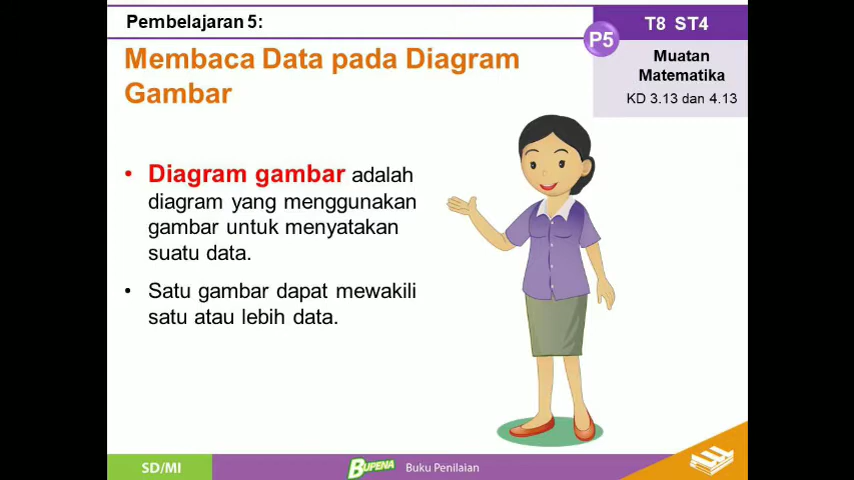 Pembelajaran 5:
T8 ST4
P5
Muatan
Matematika
KD 3.13 dan 4.13
Membaca Data pada Diagram
Gambar
• Diagram gambar adalah
diagram yang menggunakan
gambar untuk menyatakan
suatu data.
• Satu gambar dapat mewakili
satu atau lebih data.
SD/MI
BUPENA Buku Penilaian